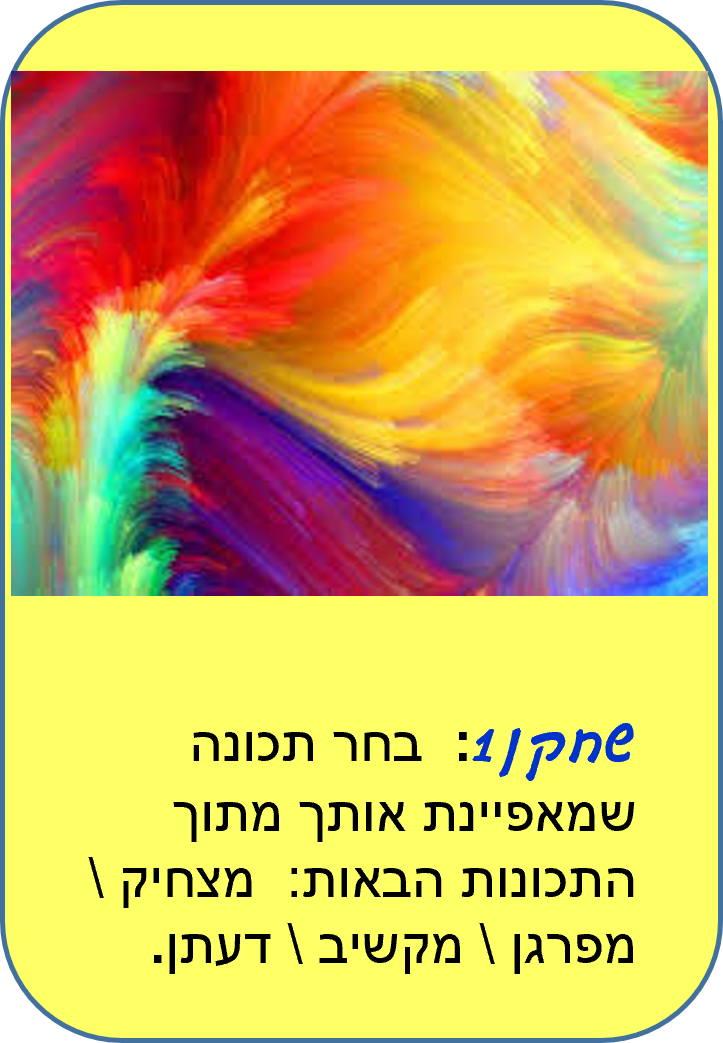 שחקן1:  בחר תכונה
שמאפיינת אותך מתוך
התכונות הבאות:  מצחיק \
מפרגן \ מקשיב \ דעתן.